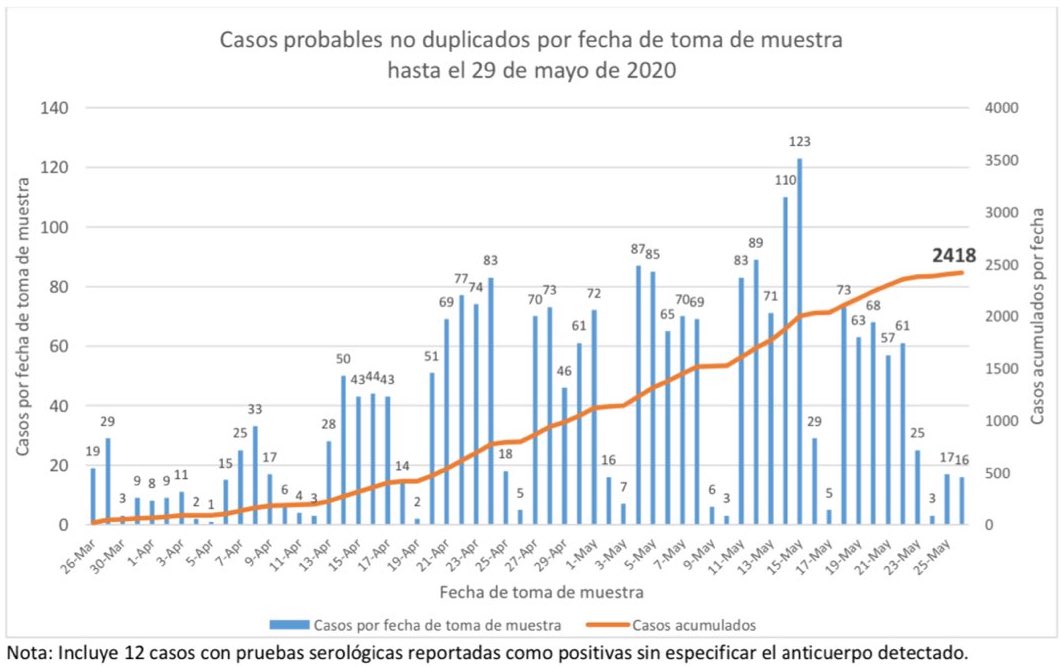 Casos probables no duplicados por fecha de toma de muestra
hasta el 29 de mayo de 2020
140 120 100 80 60 40 20 0
Casos por fecha de toma de muestra
4000 3500 3000 2500 2000 1500 1000 500 0
Casos acumulados por fecha
19 29 3 9 8 9 11 2 1 15 25 33 17 6 4 3 28 50 43 44 43 14 2 51 69 77 74 83 18 5 70 73 46 61 72 16 7 87 85 65 70 69 6 3 83 89 71 110 123 29 5 73 63 68 57 61 25 3 17 16
2418
26-Mar 30-Mar 1-Apr 3-Apr 5-Apr 7-Apr 9-Apr 11-Apr 13-Apr 15-Apr 17-Apr 19-Apr 21-Apr 23-Apr 25-Apr 27-Apr 29-Apr 1-May 3-May 5-May 7-May 9-May 11-May 13-May 15-May 17-May 19-May 21-May 23-May 25-May
Fecha de toma de muestra
Casos por fecha de toma de muestra Casos acumulados
Nota: Incluye 12 casos con pruebas serológicas reportadas como positivas sin especificar el anticuerpo detectado.